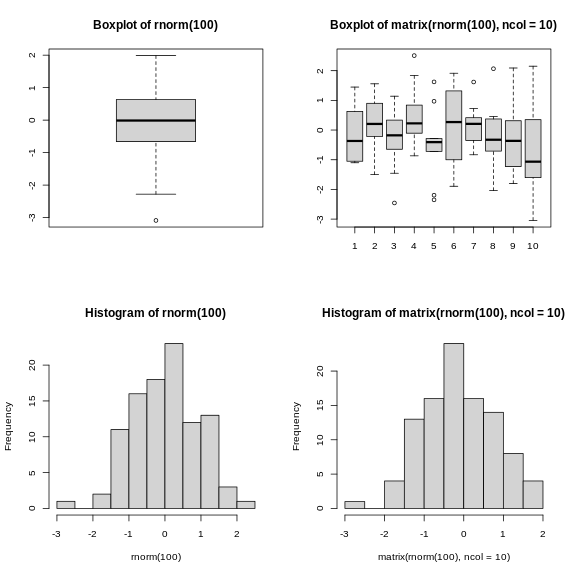 Boxplot of rnorm(100)
2
1
0
-1
-2
-3
Boxplot of matrix(rnorm(100), ncol = 10)
2
1
0
-1
-2
-3
1 2 3 4 5 6 7 8 9 10
Histogram of rnorm(100)
Frequency
20
15
10
5
0
-3 -2 -1 0 1 2
rnorm(100)
Histogram of matrix(rnorm(100), ncol = 10)
Frequency
20
15
10
5
0
-3 -2 -1 0 1 2
matrix(rnorm(100), ncol = 10)